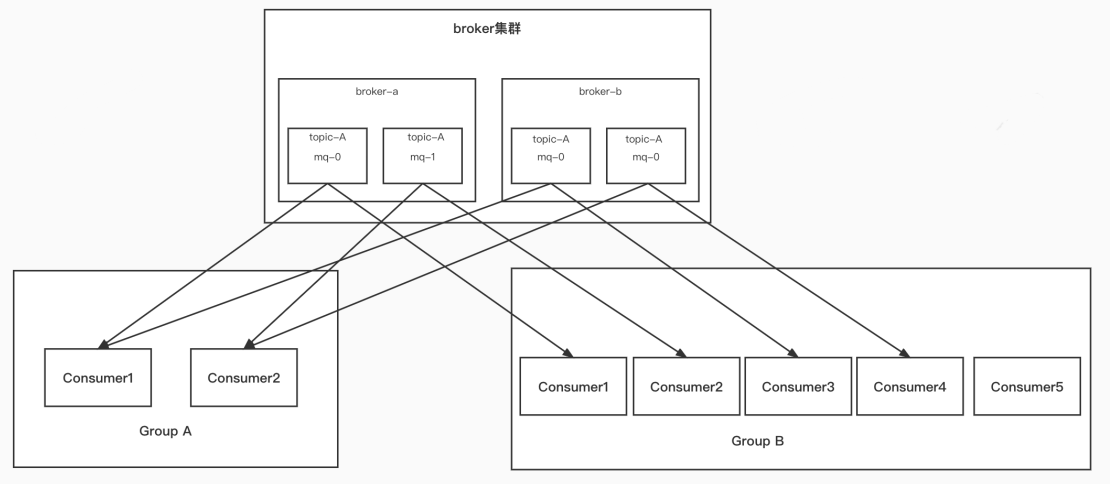 broker集群
broker-a
broker-b
topic-A
mq-0
topic-A
mq-1
topic-A
mq-0
topic-A
mq-0
Consumer1
Consumer2
Group A
Consumer1
Consumer2
Consumer3
Consumer4
Consumer5
Group B